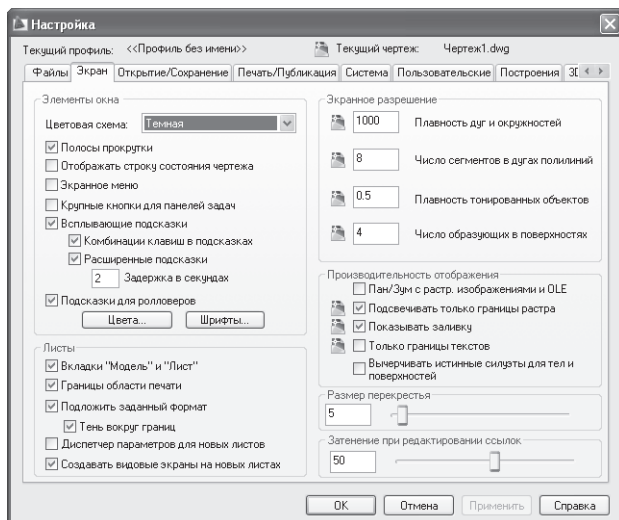 Настройка
Текущий профиль: <<Профиль без имени>> Текущий чертеж: Чертеж1.dwg
Файлы Экран Открытие/Сохранение Печать/Публикация Система Пользовательские Построения 3D
Элементы окна
Цветовая схема: Темная
Полосы прокрутки
Отображать строку состояния чертежа
Экранное меню
Крупные кнопки для панелей задач
Всплывающие подсказки
Комбинации клавиш в подсказках
Расширенные подсказки
2 Задержка в секундах
Подсказки для ролловеров
Цвета... Шрифты...
Листы
Вкладки "Модель" и "Лист"
Границы области печати
Подложить заданный формат
Тень вокруг границ
Диспетчер параметров для новых листов
Создавать видовые экраны на новых листах
Экранное разрешение
1000 Плавность дуг и окружностей
8 Число сегментов в дугах полилиний
0.5 Плавность тонированных объектов
4 Число образующих в поверхностях
Производительность отображения
Пан/Зум с растр. изображениями и OLE
Подсвечивать только границы растра
Показывать заливку
Только границы текстов
Вычерчивать истинные силуэты для тел и
поверхностей
Размер перекрестья
5
Затенение при редактировании ссылок
50
OK Отмена Применить Справка